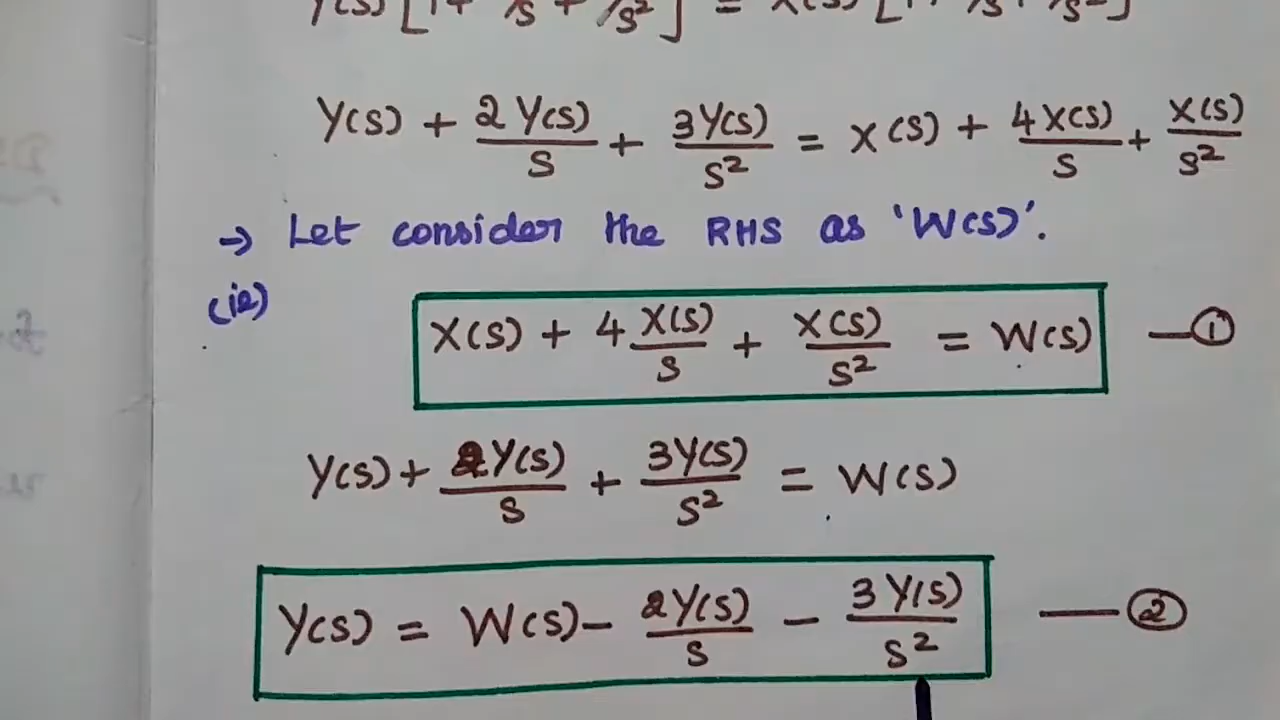 Y(S) + 2Y(S)/S + 3Y(S)/S² = X(S) + 4X(S)/S + X(S)/S²
→ Let consider the RHS as 'W(S)'.
(ie)
X(S) + 4 X(S)/S + X(S)/S² = W(S) — ①
Y(S) + 2Y(S)/S + 3Y(S)/S² = W(S)
Y(S) = W(S) - 2Y(S)/S - 3Y(S)/S² — ②